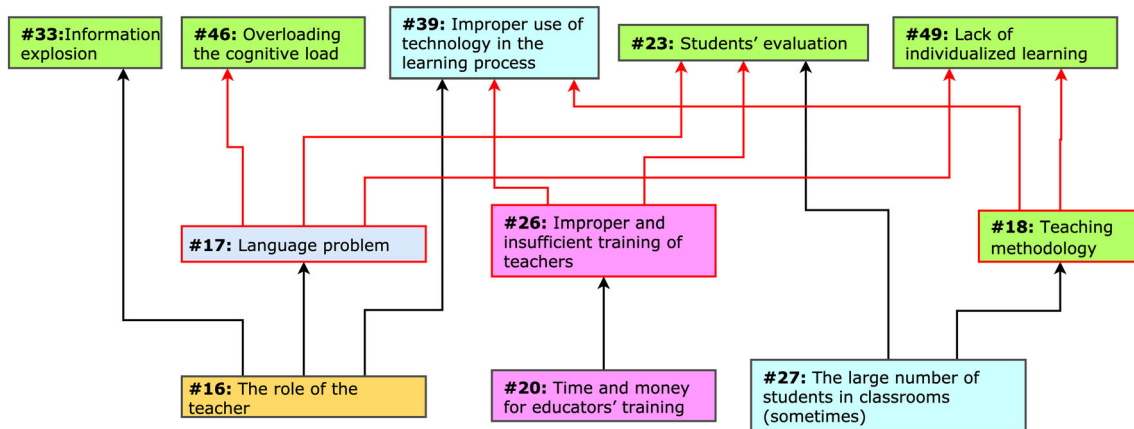 #33:Information
explosion
#46: Overloading
the cognitive load
#39: Improper use of
technology in the
learning process
#23: Students’ evaluation
#49: Lack of
individualized learning
#17: Language problem
#26: Improper and
insufficient training of
teachers
#18: Teaching
methodology
#16: The role of the
teacher
#20: Time and money
for educators’ training
#27: The large number of
students in classrooms
(sometimes)